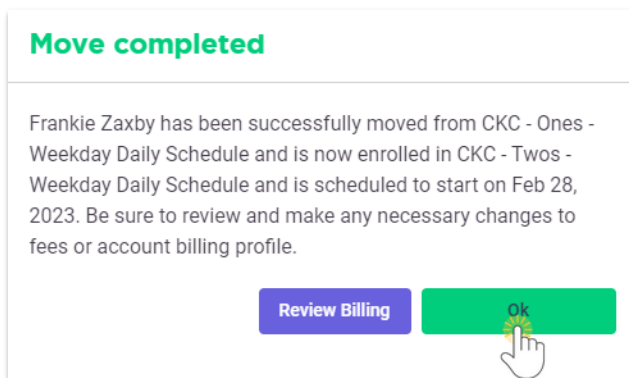 Move completed
Frankie Zaxby has been successfully moved from CKC - Ones -
Weekday Daily Schedule and is now enrolled in CKC - Twos -
Weekday Daily Schedule and is scheduled to start on Feb 28,
2023. Be sure to review and make any necessary changes to
fees or account billing profile.
Review Billing
Ok